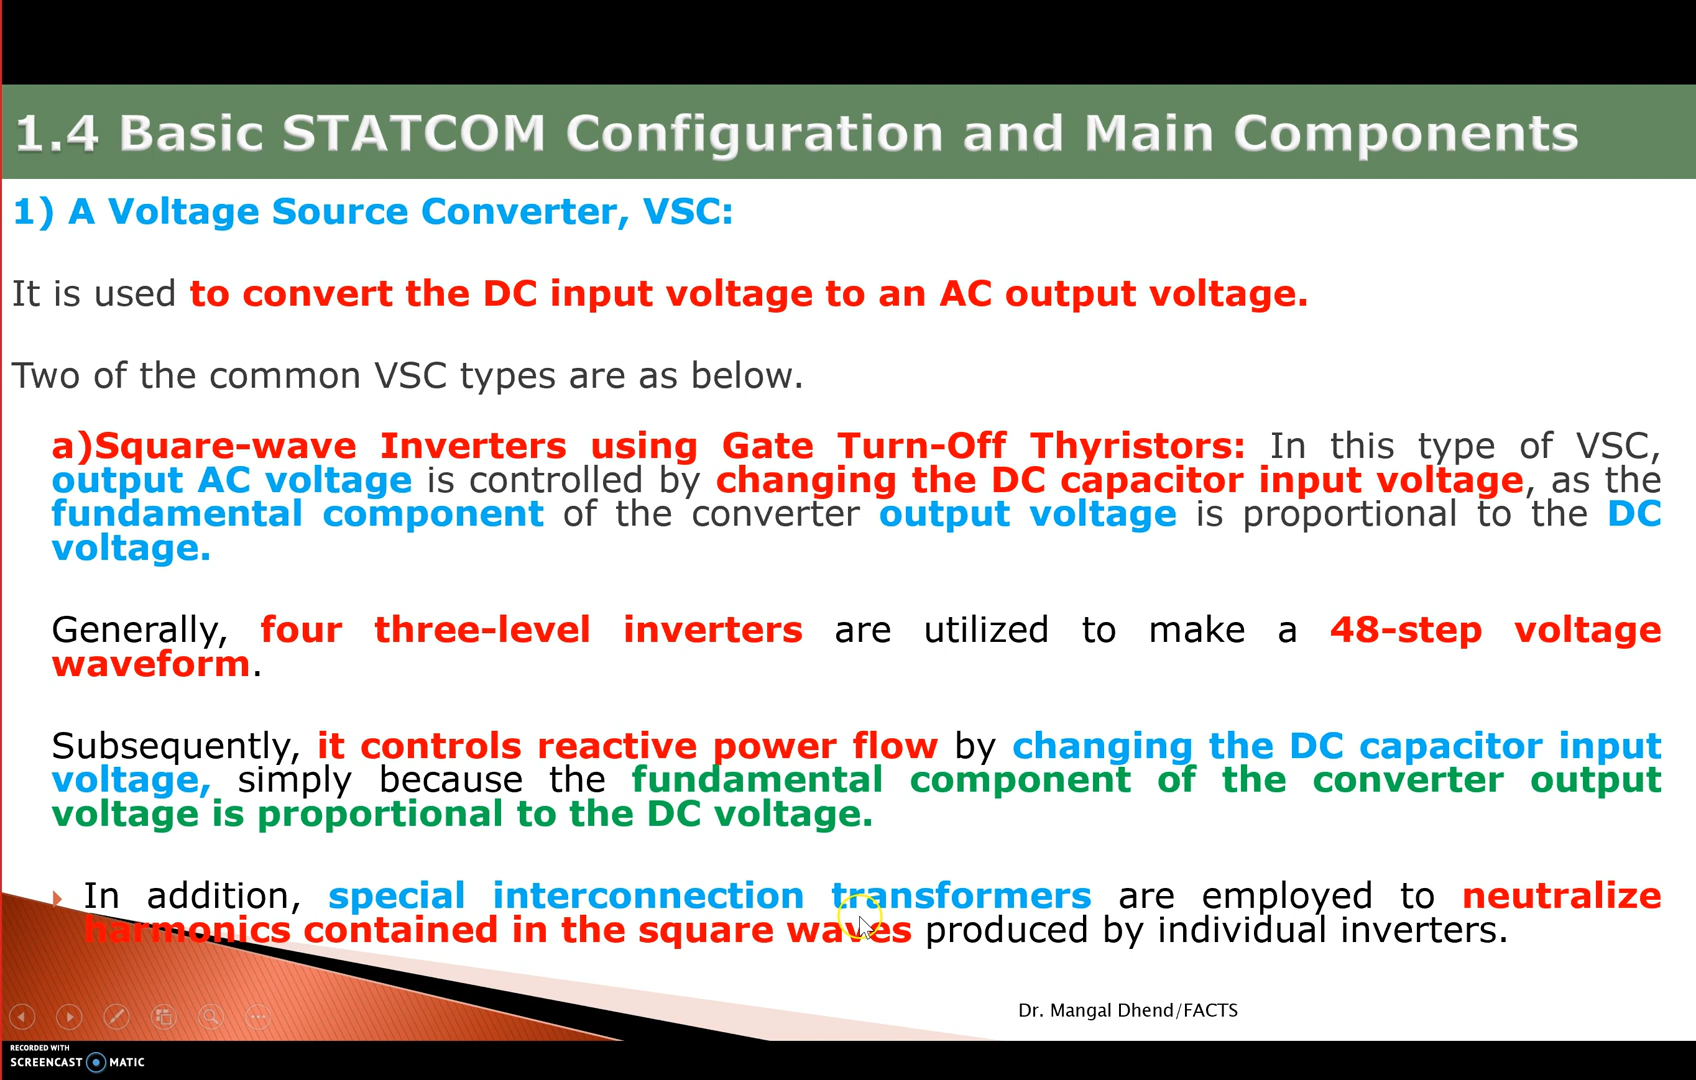 1.4 Basic STATCOM Configuration and Main Components
1) A Voltage Source Converter, VSC:
It is used to convert the DC input voltage to an AC output voltage.
Two of the common VSC types are as below.
a)Square-wave Inverters using Gate Turn-Off Thyristors: In this type of VSC,
output AC voltage is controlled by changing the DC capacitor input voltage, as the
fundamental component of the converter output voltage is proportional to the DC
voltage.
Generally, four three-level inverters are utilized to make a 48-step voltage
waveform.
Subsequently, it controls reactive power flow by changing the DC capacitor input
voltage, simply because the fundamental component of the converter output
voltage is proportional to the DC voltage.
In addition, special interconnection transformers are employed to neutralize
harmonics contained in the square waves produced by individual inverters.
Dr. Mangal Dhend/FACTS
RECORDED WITH
SCREENCAST MATIC